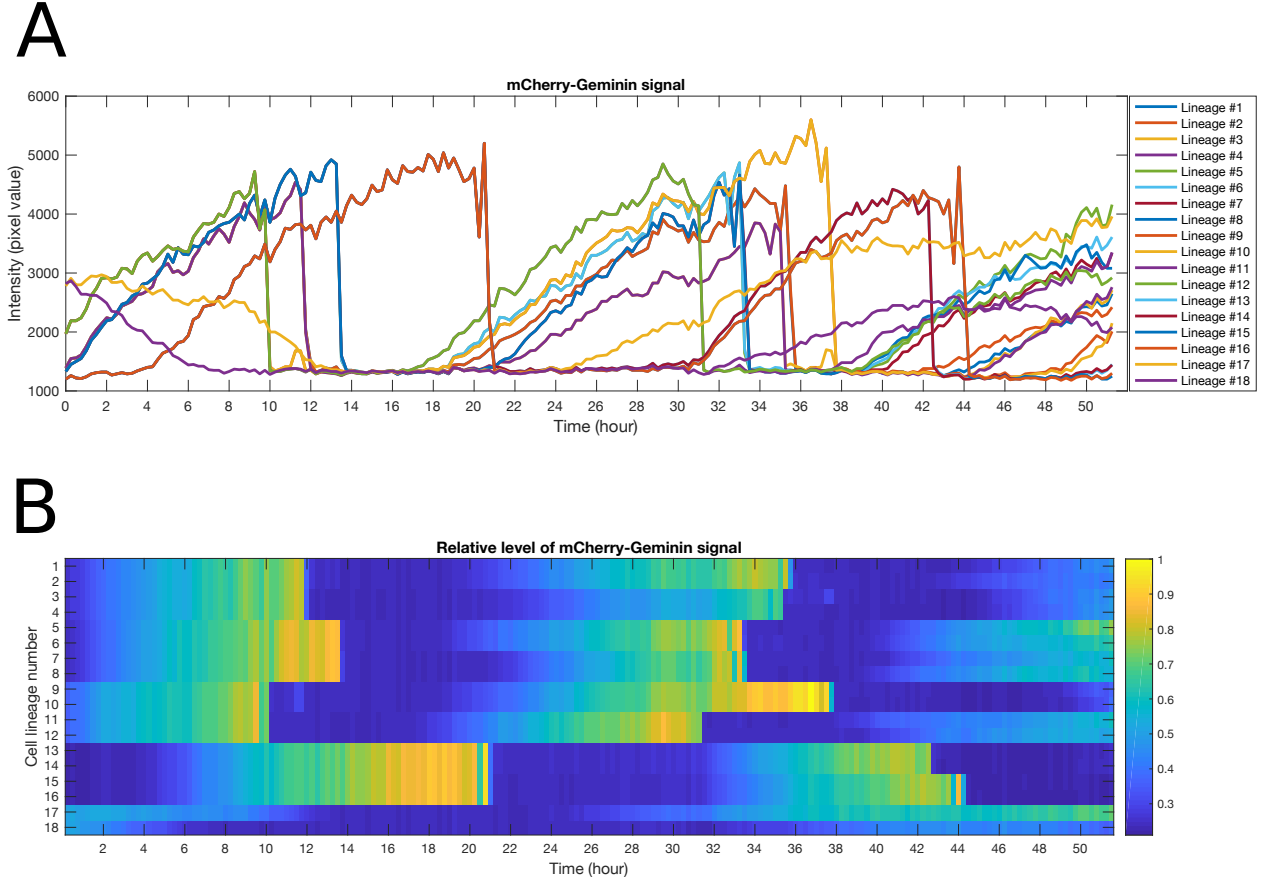 A
mCherry-Geminin signal
Intensity (pixel value)
6000
5000
4000
3000
2000
1000
0 2 4 6 8 10 12 14 16 18 20 22 24 26 28 30 32 34 36 38 40 42 44 46 48 50
Time (hour)
Lineage #1
Lineage #2
Lineage #3
Lineage #4
Lineage #5
Lineage #6
Lineage #7
Lineage #8
Lineage #9
Lineage #10
Lineage #11
Lineage #12
Lineage #13
Lineage #14
Lineage #15
Lineage #16
Lineage #17
Lineage #18
B
Relative level of mCherry-Geminin signal
Cell lineage number
1
2
3
4
5
6
7
8
9
10
11
12
13
14
15
16
17
18
2 4 6 8 10 12 14 16 18 20 22 24 26 28 30 32 34 36 38 40 42 44 46 48 50
Time (hour)
1
0.9
0.8
0.7
0.6
0.5
0.4
0.3